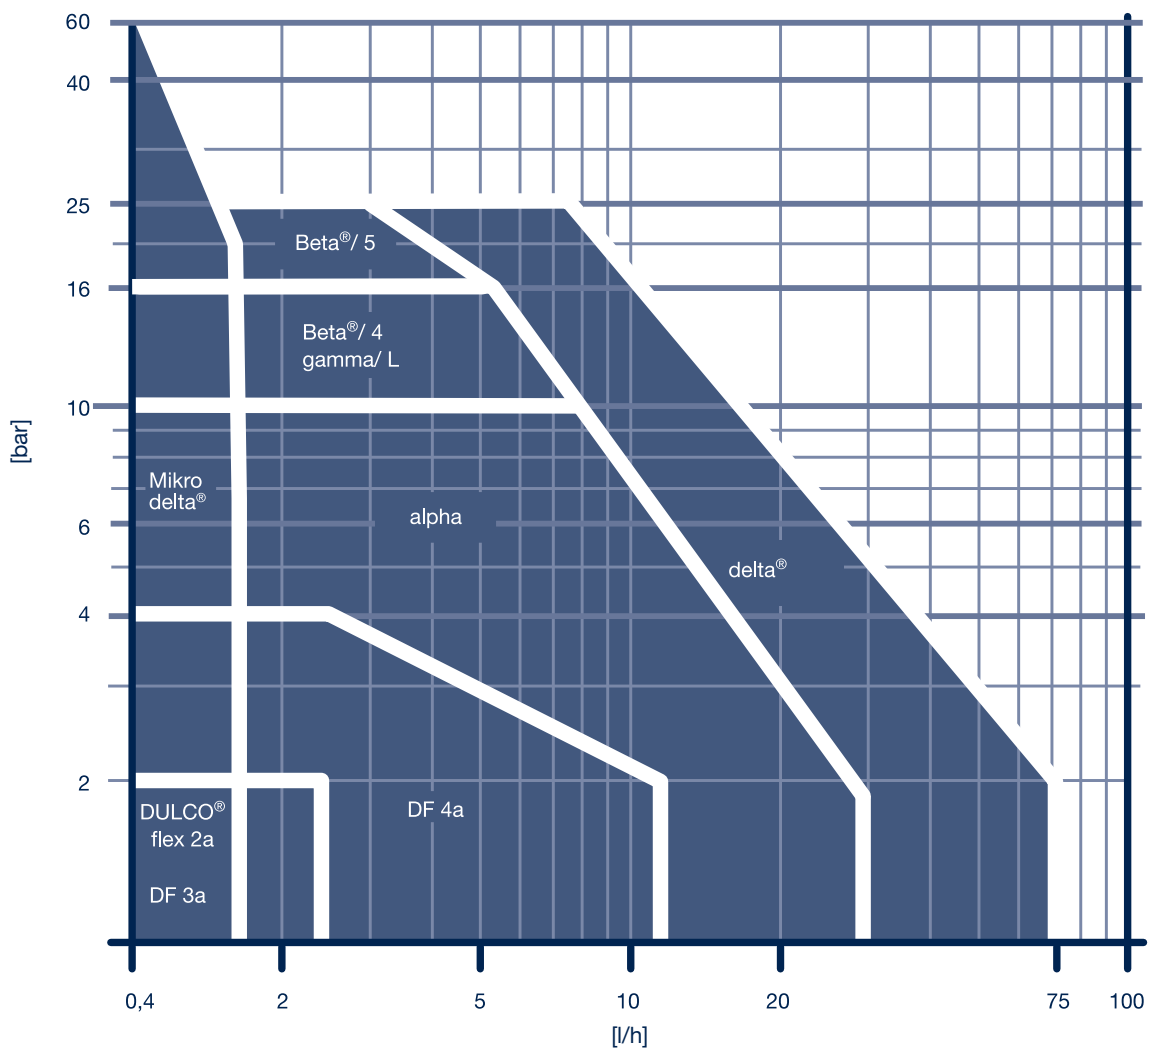 60
40
25
16
10
6
4
2
[bar]
Beta®/ 5
Beta®/ 4
gamma/ L
Mikro
delta®
alpha
delta®
DULCO®
flex 2a
DF 3a
DF 4a
0,4 2 5 10 20 75 100
[l/h]